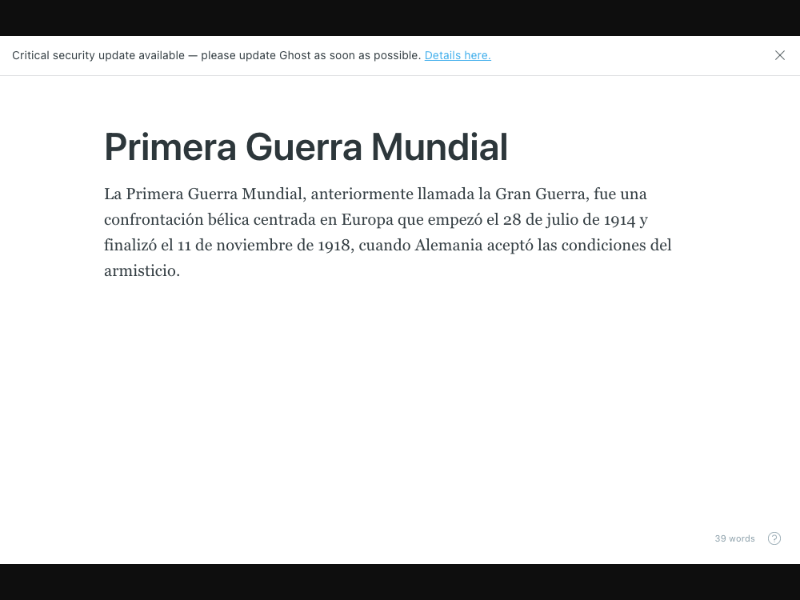 Critical security update available — please update Ghost as soon as possible. Details here.
Primera Guerra Mundial
La Primera Guerra Mundial, anteriormente llamada la Gran Guerra, fue una
confrontación bélica centrada en Europa que empezó el 28 de julio de 1914 y
finalizó el 11 de noviembre de 1918, cuando Alemania aceptó las condiciones del
armisticio.
39 words